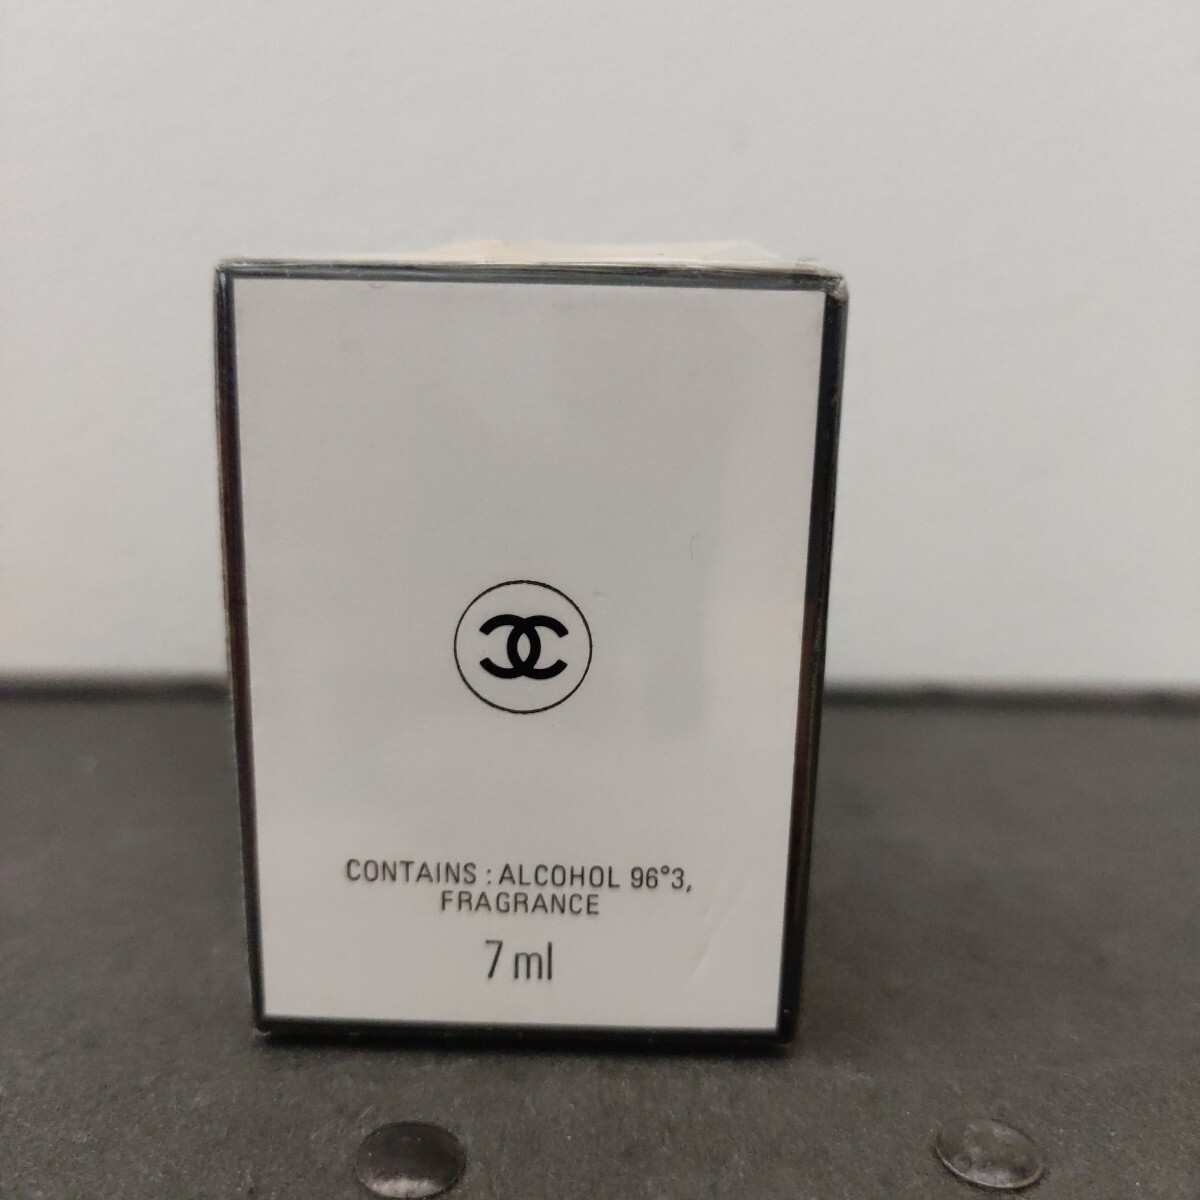 CONTAINS : ALCOHOL 96°3,
FRAGRANCE
7 ml